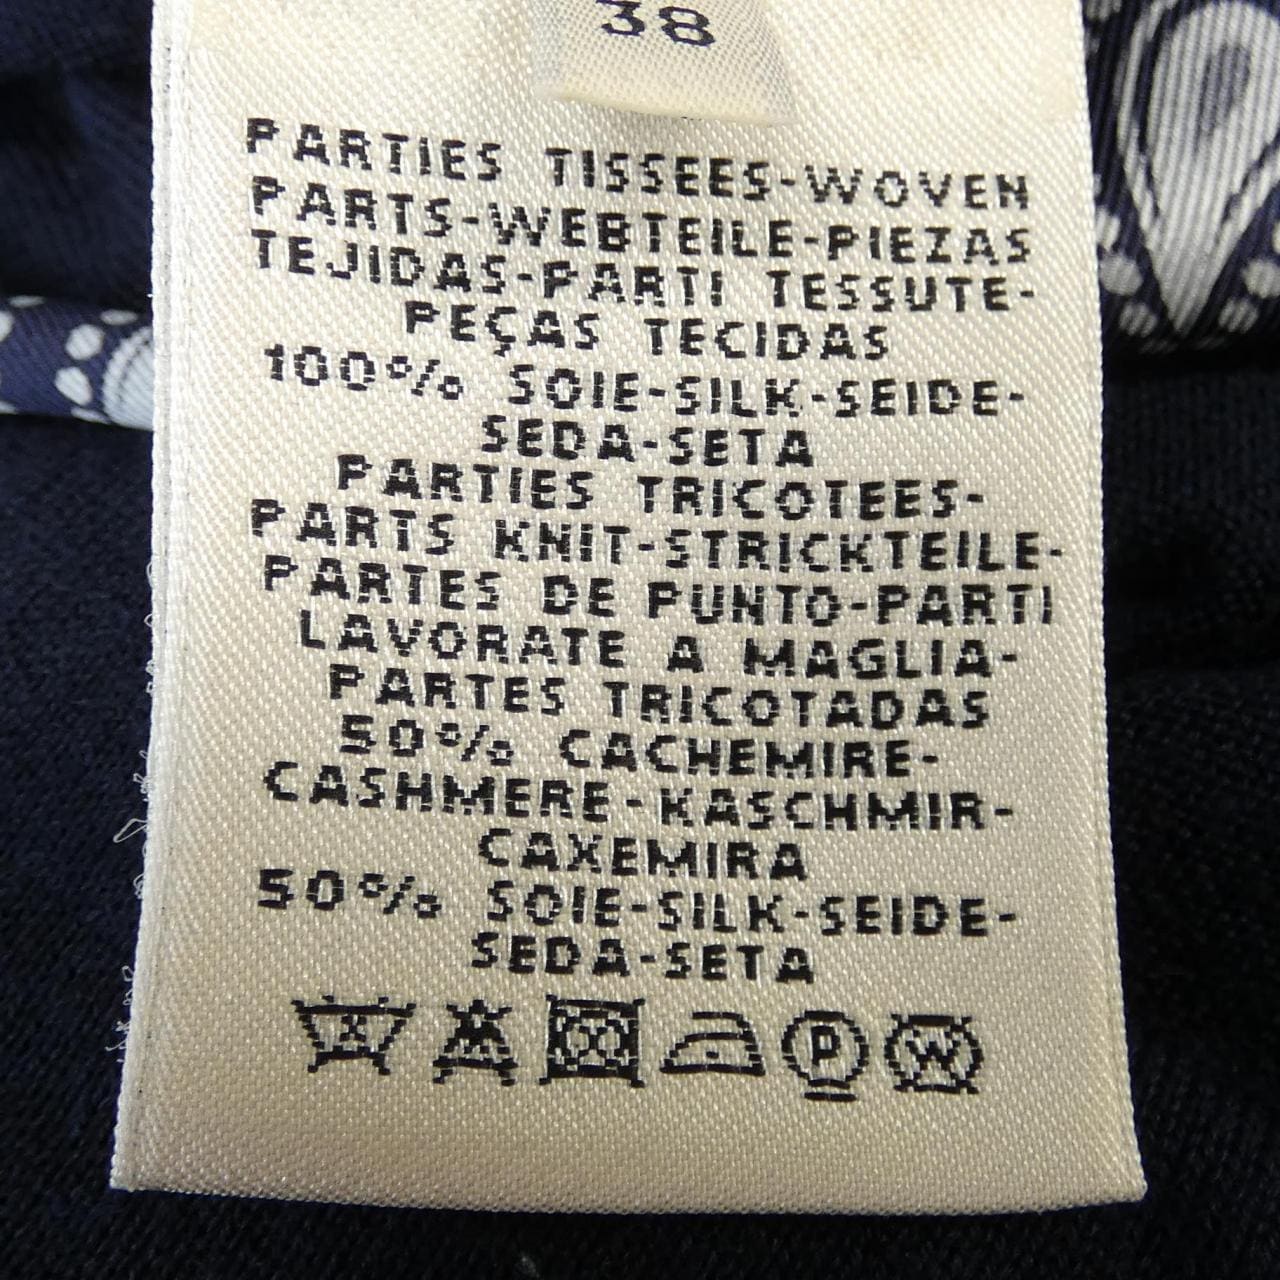 38
PARTIES TISSEES-WOVEN
PARTS-WEBTEILE-PIEZAS
TEJIDAS-PARTI TESSUTE-
PEÇAS TECIDAS
100% SOIE-SILK-SEIDE-
SEDA-SETA
PARTIES TRICOTEES-
PARTS KNIT-STRICKTEILE-
PARTES DE PUNTO-PARTI
LAVORATE A MAGLIA-
PARTES TRICOTADAS
50% CACHEMIRE-
CASHMERE-KASCHMIR-
CAXEMIRA
50% SOIE-SILK-SEIDE-
SEDA-SETA
P W